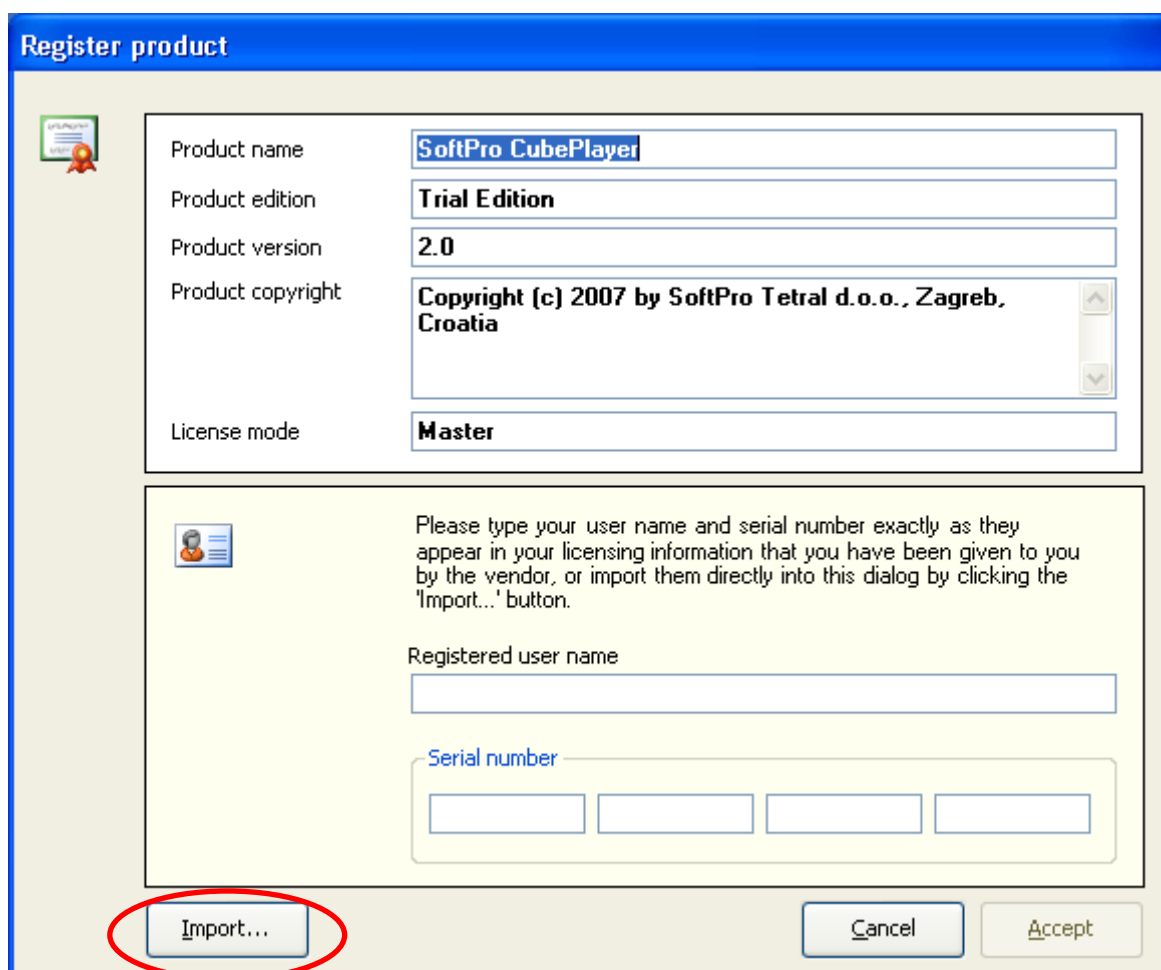 Register product
Product name
SoftPro CubePlayer
Product edition
Trial Edition
Product version
2.0
Product copyright
Copyright (c) 2007 by SoftPro Tetral d.o.o., Zagreb,
Croatia
License mode
Master
Please type your user name and serial number exactly as they
appear in your licensing information that you have been given to you
by the vendor, or import them directly into this dialog by clicking the
'Import...' button.
Registered user name
Serial number
Import...
Cancel
Accept